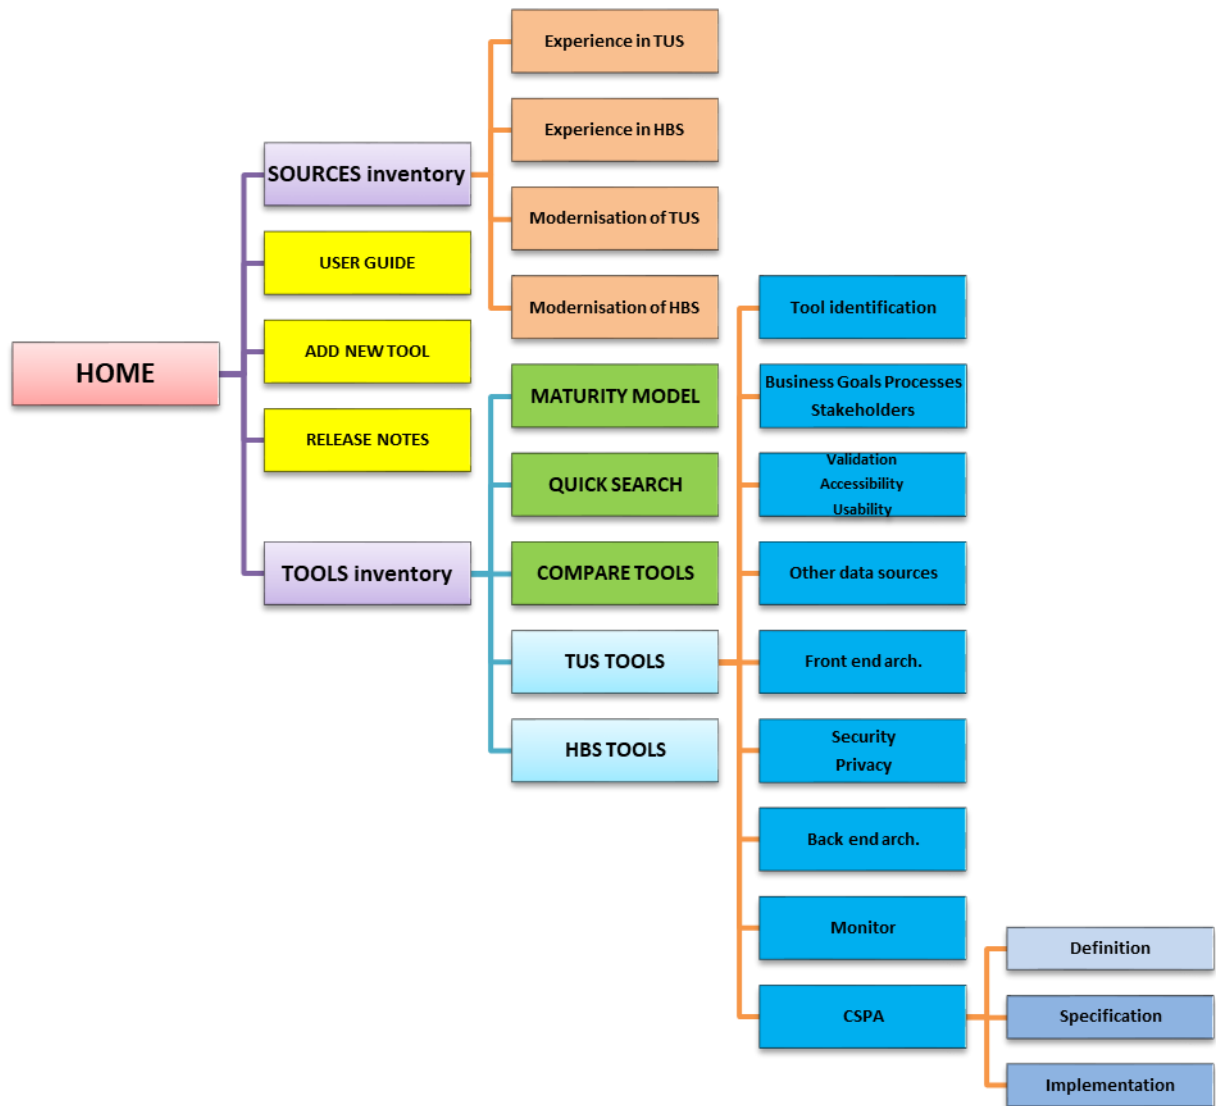 HOME
SOURCES inventory
USER GUIDE
ADD NEW TOOL
RELEASE NOTES
TOOLS inventory
Experience in TUS
Experience in HBS
Modernisation of TUS
Modernisation of HBS
MATURITY MODEL
QUICK SEARCH
COMPARE TOOLS
TUS TOOLS
HBS TOOLS
Tool identification
Business Goals Processes
Stakeholders
Validation
Accessibility
Usability
Other data sources
Front end arch.
Security
Privacy
Back end arch.
Monitor
CSPA
Definition
Specification
Implementation